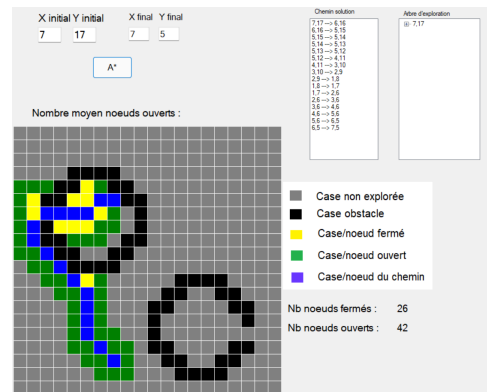 X initial Y initial X final Y final
7 17 7 5
A*
Nombre moyen noeuds ouverts :
Chemin solution
7,17 --> 6,16
6,16 --> 5,15
5,15 --> 5,14
5,14 --> 5,13
5,13 --> 5,12
5,12 --> 4,11
4,11 --> 3,10
3,10 --> 2,9
2,9 --> 1,8
1,8 --> 1,7
1,7 --> 2,6
2,6 --> 3,6
3,6 --> 4,6
4,6 --> 5,6
5,6 --> 6,5
6,5 --> 7,5
Arbre d'exploration
7,17
Case non explorée
Case obstacle
Case/noeud fermé
Case/noeud ouvert
Case/noeud du chemin
Nb noeuds fermés : 26
Nb noeuds ouverts : 42